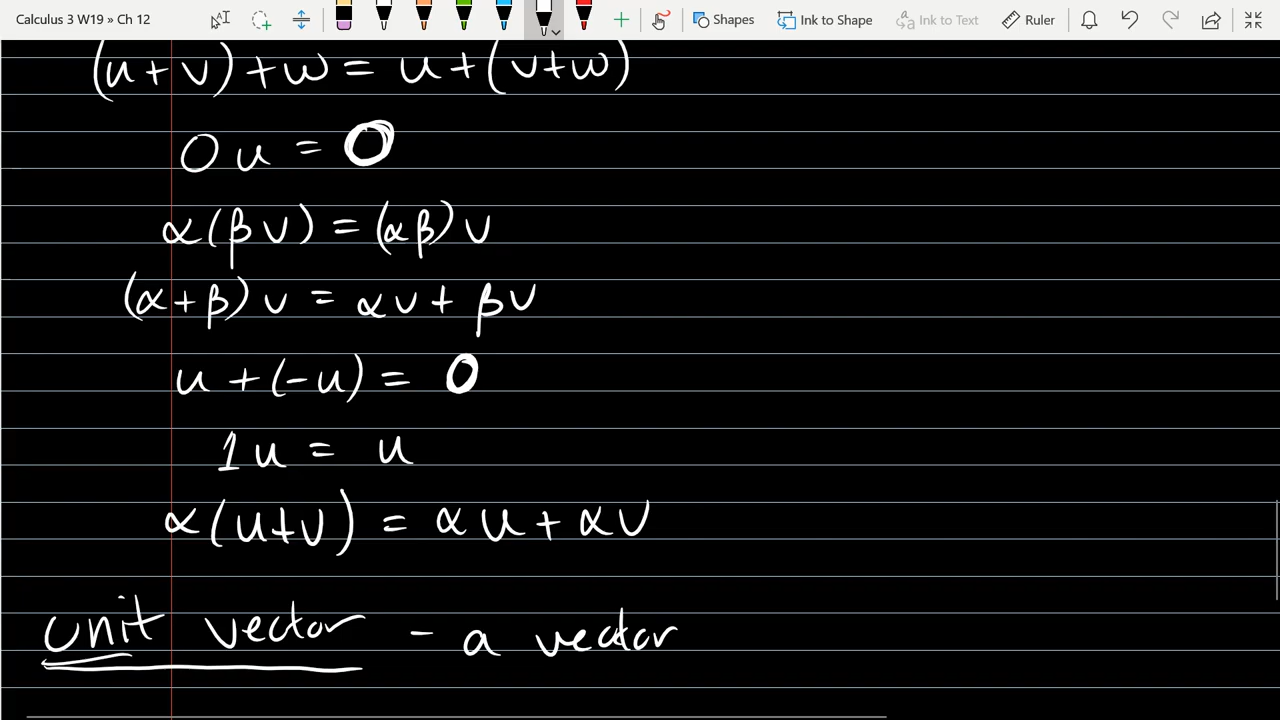 Calculus 3 W19 » Ch 12 Shapes Ink to Shape Ink to Text Ruler
(u+v)+w = u+(v+w)
0u = 0
α(βv) = (αβ)v
(α+β)v = αv+βv
u+(-u) = 0
1u = u
α(u+v) = αu+αv
unit vector - a vector